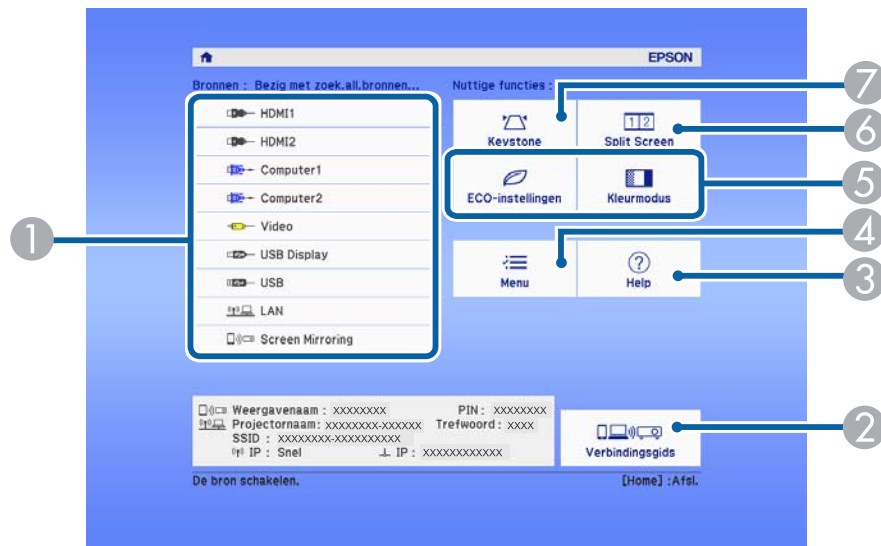 EPSON
Bronnen : Bezig met zoek.all.bronnen...
Nuttige functies :
HDMI1
HDMI2
Computer1
Computer2
Video
USB Display
USB
LAN
Screen Mirroring
Keystone
1 2
Split Screen
ECO-instellingen
Kleurmodus
Menu
?
Help
Weergavenaam : XXXXXXXX
PIN : XXXXXXXX
Projectornaam: XXXXXXXX-XXXXXX
Trefwoord : XXXX
SSID : XXXXXXXX-XXXXXXXXXX
IP : Snel
IP : XXXXXXXXXXXX
Verbindingsgids
De bron schakelen.
[Home] :Afsl.
1
7
6
5
4
3
2